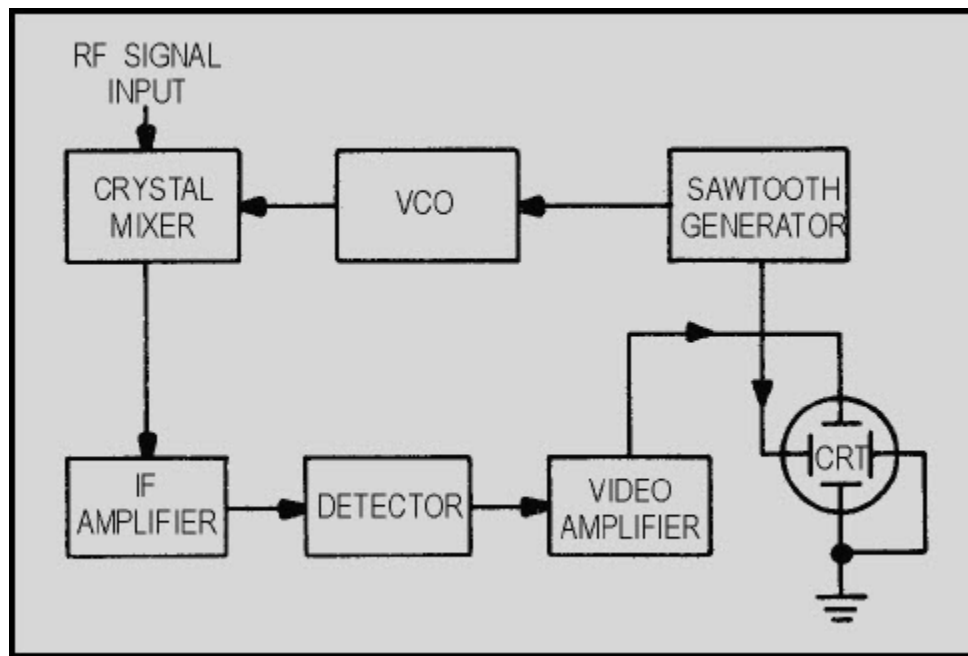 RF SIGNAL
INPUT
CRYSTAL
MIXER
VCO
SAWTOOTH
GENERATOR
CRT
IF
AMPLIFIER
DETECTOR
VIDEO
AMPLIFIER